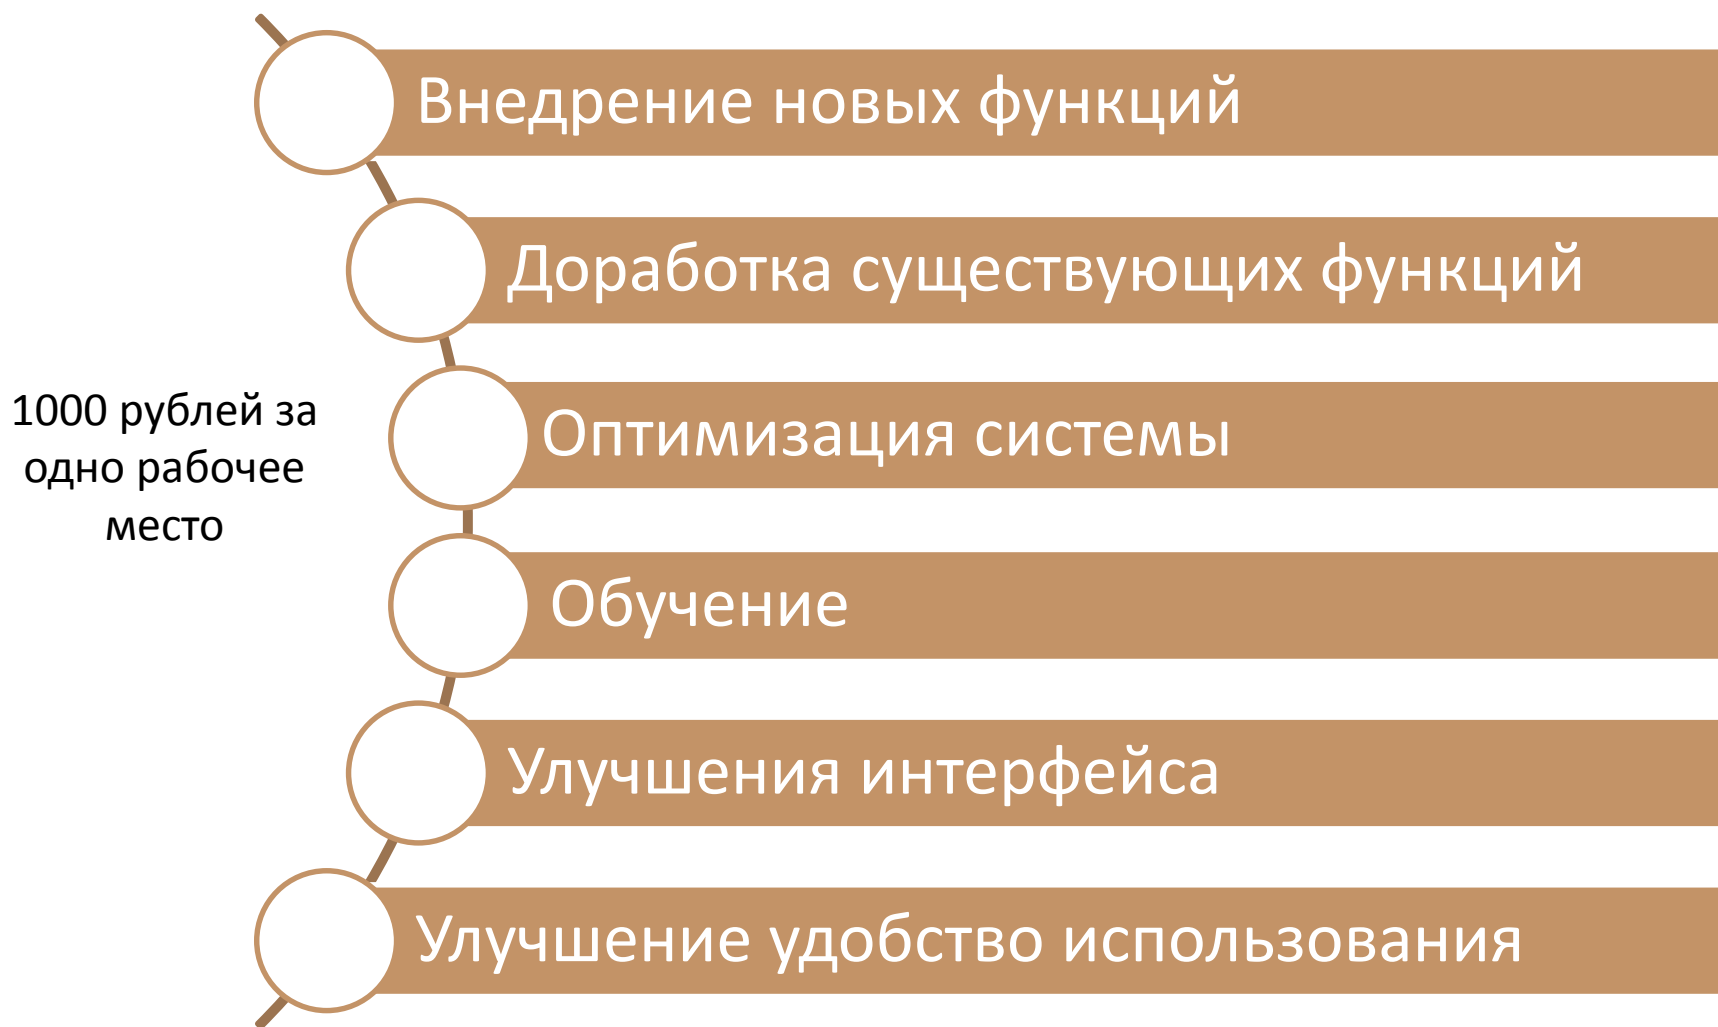 Внедрение новых функций
Доработка существующих функций
1000 рублей за
одно рабочее
место
Оптимизация системы
Обучение
Улучшения интерфейса
Улучшение удобство использования